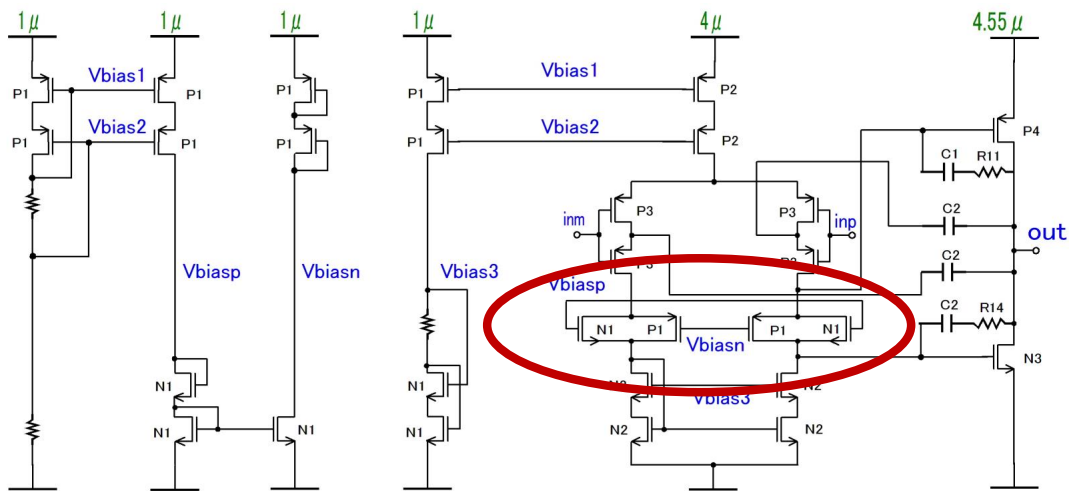 1μ 1μ 1μ 1μ 4μ 4.55μ
Vbias1 Vbias1
P1 P1 P1 P1 P2
Vbias2 Vbias2
P1 P1 P1 P1 P2 P4
C1 R11
P3 P3
inm inp C2
out
P3 C2
Vbiasp Vbiasn Vbias3 Vbiasp
C2 R14
N1 P1 P1 N1
Vbiasn
N3
N1 N1 N2
Vbias3
N1 N1 N1 N2 N2